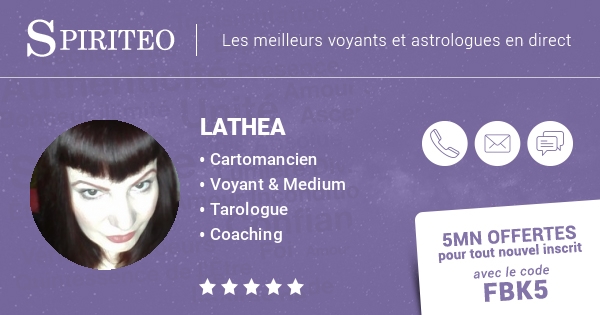 SPIRITEO
Les meilleurs voyants et astrologues en direct
LATHEA
• Cartomancien
• Voyant & Medium
• Tarologue
• Coaching
5MN OFFERTES
pour tout nouvel inscrit
avec le code
FBK5